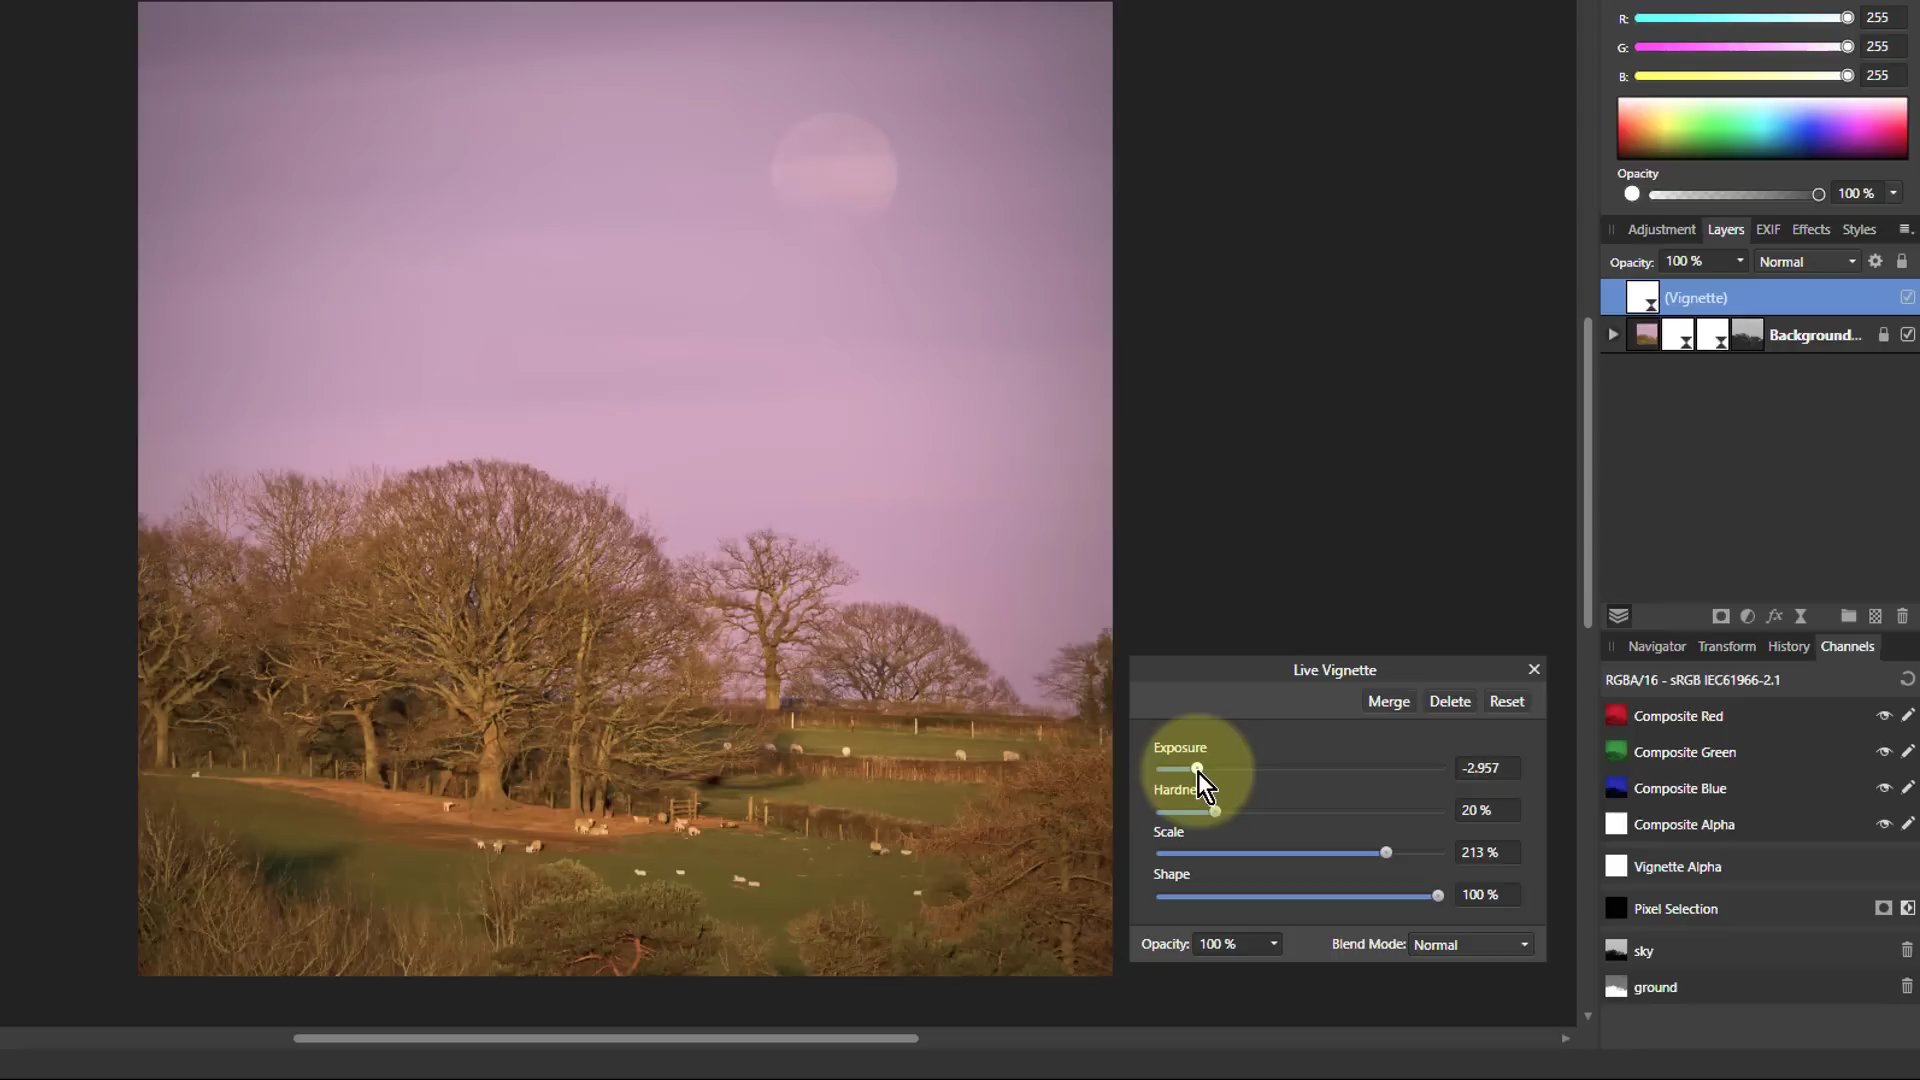 R: 255
G: 255
B: 255
Opacity
100 %
Adjustment Layers EXIF Effects Styles
Opacity: 100 % Normal
(Vignette)
Background...
fx
Navigator Transform History Channels
RGBA/16 - sRGB IEC61966-2.1
Composite Red
Composite Green
Composite Blue
Composite Alpha
Vignette Alpha
Pixel Selection
sky
ground
Live Vignette
Merge Delete Reset
Exposure
-2.957
20 %
Scale
213 %
Shape
100 %
Opacity: 100 % Blend Mode: Normal